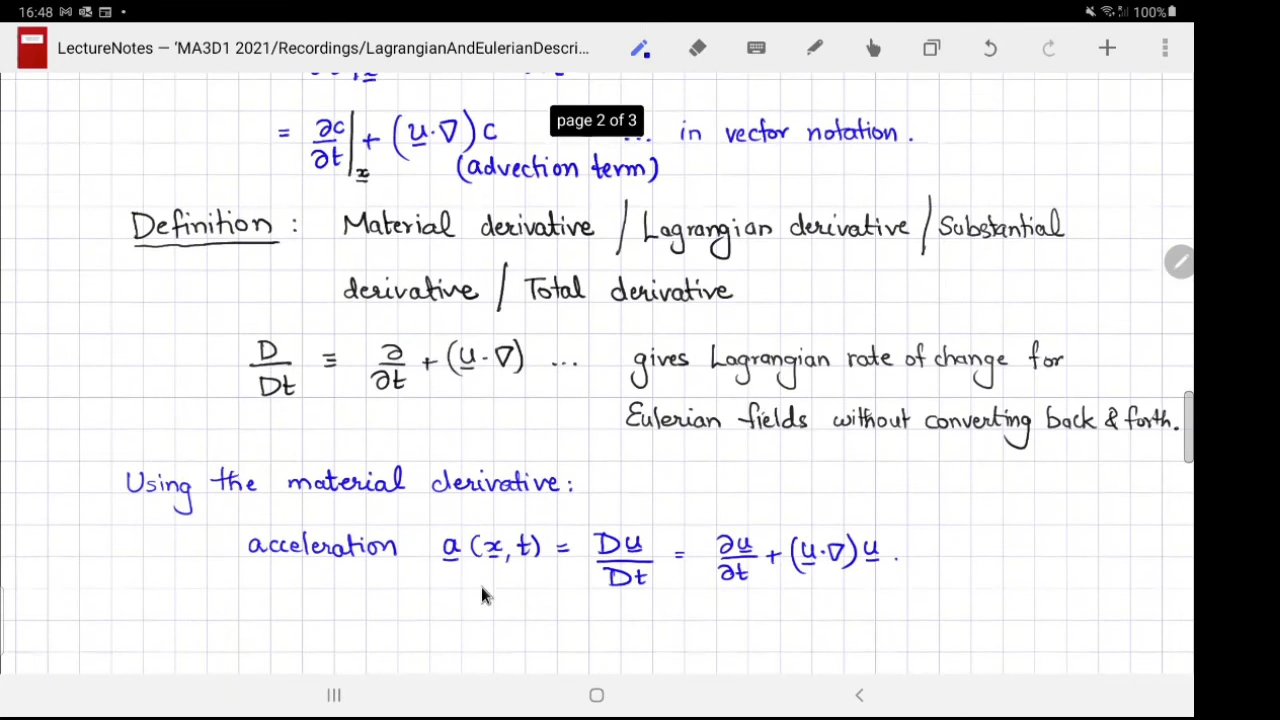 16:48 100%
LectureNotes — 'MA3D1 2021/Recordings/LagrangianAndEulerianDescri...
page 2 of 3
= ∂c/∂t|x̲ + (u̲·∇)c ... in vector notation.
(advection term)
Definition : Material derivative / Lagrangian derivative / Substantial
derivative / Total derivative
D/Dt ≡ ∂/∂t + (u̲·∇) ... gives Lagrangian rate of change for
Eulerian fields without converting back & forth.
Using the material derivative:
acceleration a̲(x̲,t) = Du̲/Dt = ∂u̲/∂t + (u̲·∇)u̲ .